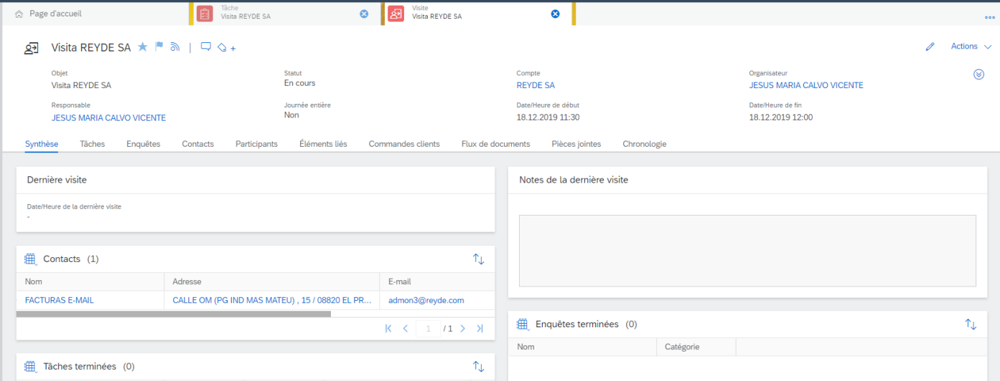 Page d'accueil
Tâche
Visita REYDE SA
Visite
Visita REYDE SA
Visita REYDE SA
Actions
Objet
Visita REYDE SA
Statut
En cours
Compte
REYDE SA
Organisateur
JESUS MARIA CALVO VICENTE
Responsable
JESUS MARIA CALVO VICENTE
Journée entière
Non
Date/Heure de début
18.12.2019 11:30
Date/Heure de fin
18.12.2019 12:00
Synthèse Tâches Enquêtes Contacts Participants Éléments liés Commandes clients Flux de documents Pièces jointes Chronologie
Dernière visite
Date/Heure de la dernière visite
-
Notes de la dernière visite
Contacts (1)
Nom Adresse E-mail
FACTURAS E-MAIL CALLE OM (PG IND MAS MATEU) , 15 / 08820 EL PR... admon3@reyde.com
1 / 1
Enquêtes terminées (0)
Nom Catégorie
Tâches terminées (0)